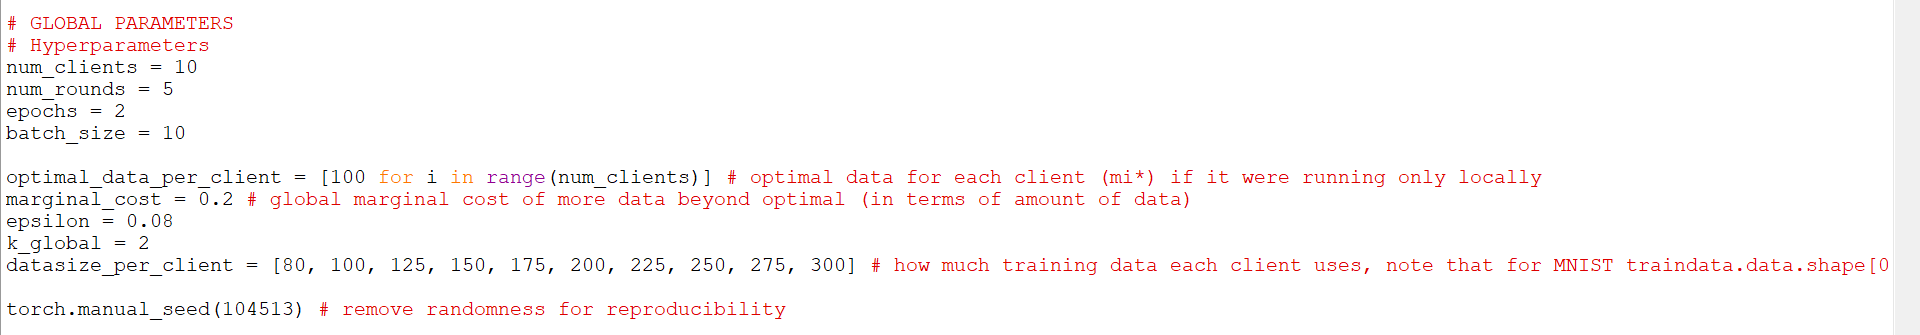 # GLOBAL PARAMETERS
# Hyperparameters
num_clients = 10
num_rounds = 5
epochs = 2
batch_size = 10
optimal_data_per_client = [100 for i in range(num_clients)] # optimal data for each client (mi*) if it were running only locally
marginal_cost = 0.2 # global marginal cost of more data beyond optimal (in terms of amount of data)
epsilon = 0.08
k_global = 2
datasize_per_client = [80, 100, 125, 150, 175, 200, 225, 250, 275, 300] # how much training data each client uses, note that for MNIST traindata.data.shape[0
torch.manual_seed(104513) # remove randomness for reproducibility